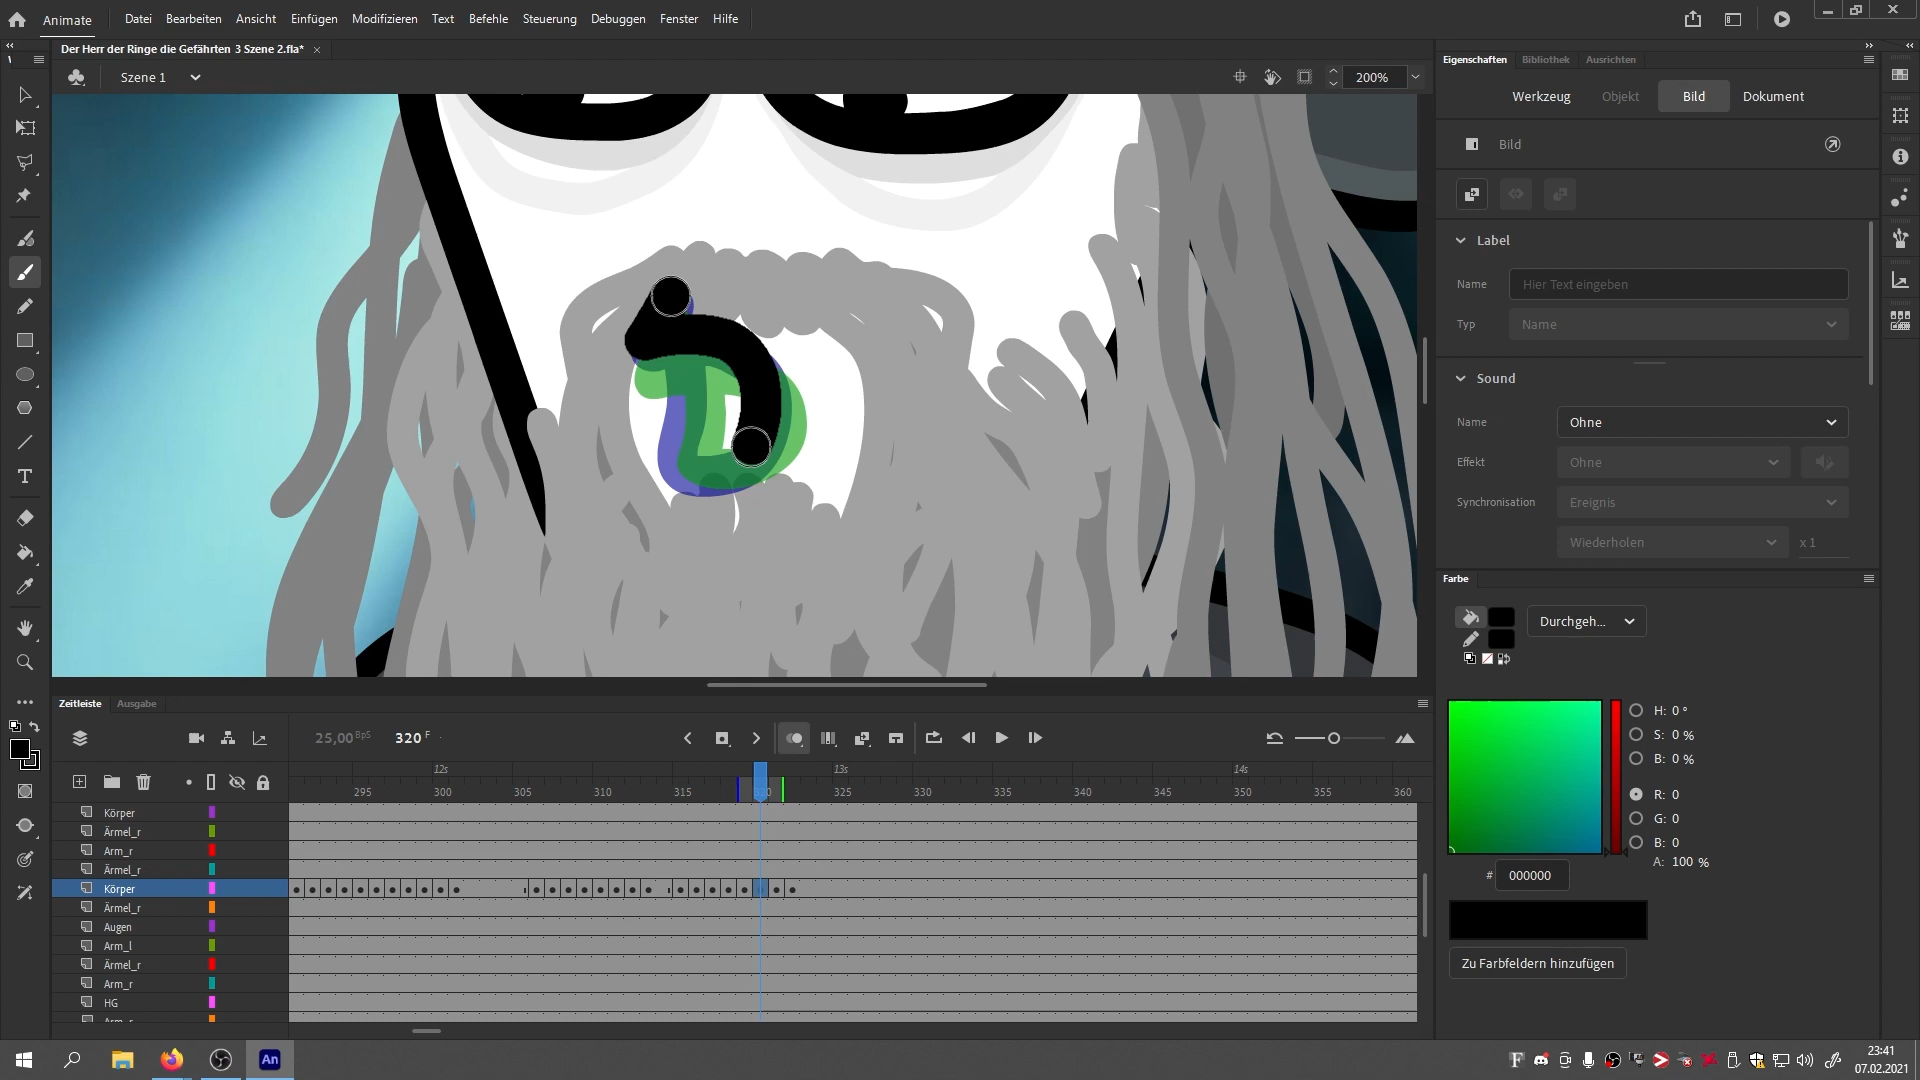 Animate
Datei Bearbeiten Ansicht Einfügen Modifizieren Text Befehle Steuerung Debuggen Fenster Hilfe
Der Herr der Ringe die Gefährten 3 Szene 2.fla* ×
Szene 1
200%
Eigenschaften Bibliothek Ausrichten
Werkzeug Objekt Bild Dokument
Bild
Label
Name Hier Text eingeben
Typ Name
Sound
Name Ohne
Effekt Ohne
Synchronisation Ereignis
Wiederholen x 1
Farbe
Durchgeh...
H: 0 °
S: 0 %
B: 0 %
R: 0
G: 0
B: 0
A: 100 %
# 000000
Zu Farbfeldern hinzufügen
Zeitleiste Ausgabe
25,00 BpS 320 F
12s 13s 14s
295 300 305 310 315 320 325 330 335 340 345 350 355 360
Körper
Ärmel_r
Arm_r
Ärmel_r
Körper
Ärmel_r
Augen
Arm_l
Ärmel_r
Arm_r
HG
Arm_r
An
23:41
07.02.2021